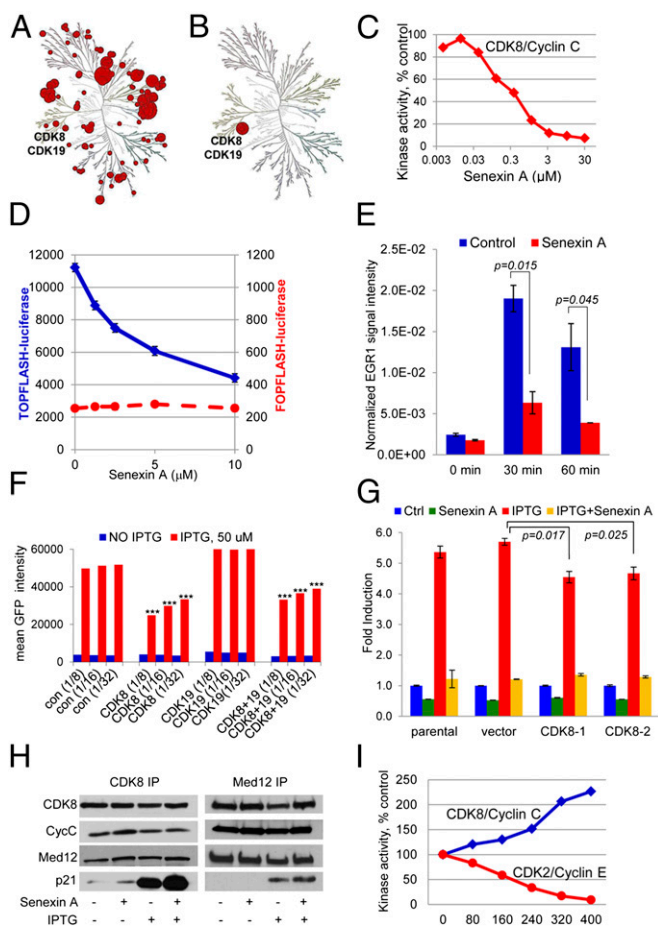 A
CDK8
CDK19
B
CDK8
CDK19
C
CDK8/Cyclin C
Kinase activity, % control
100
80
60
40
20
0
0.003 0.03 0.3 3 30
Senexin A (µM)
D
TOPFLASH-luciferase
12000
10000
8000
6000
4000
2000
0
1200
1000
800
600
400
200
0
FOPFLASH-luciferase
0 5 10
Senexin A (µM)
E
Control Senexin A
Normalized EGR1 signal intensity
2.5E-02
2.0E-02
1.5E-02
1.0E-02
5.0E-03
0.0E+00
p=0.015
p=0.045
0 min 30 min 60 min
F
NO IPTG IPTG, 50 uM
mean GFP intensity
60000
40000
20000
0
*** *** ***
*** *** ***
con (1/8)
con (1/16)
con (1/32)
CDK8 (1/8)
CDK8 (1/16)
CDK8 (1/32)
CDK19 (1/8)
CDK19 (1/16)
CDK19(1/32)
CDK8+19 (1/8)
CDK8+19 (1/16)
CDK8+19 (1/32)
G
Ctrl Senexin A IPTG IPTG+Senexin A
Fold Induction
6.0
5.0
4.0
3.0
2.0
1.0
0.0
p=0.017 p=0.025
parental vector CDK8-1 CDK8-2
H
CDK8 IP Med12 IP
CDK8
CycC
Med12
p21
Senexin A - + - + - + - +
IPTG - - + + - - + +
I
Kinase activity, % control
250
200
150
100
50
0
CDK8/Cyclin C
CDK2/Cyclin E
0 80 160 240 320 400